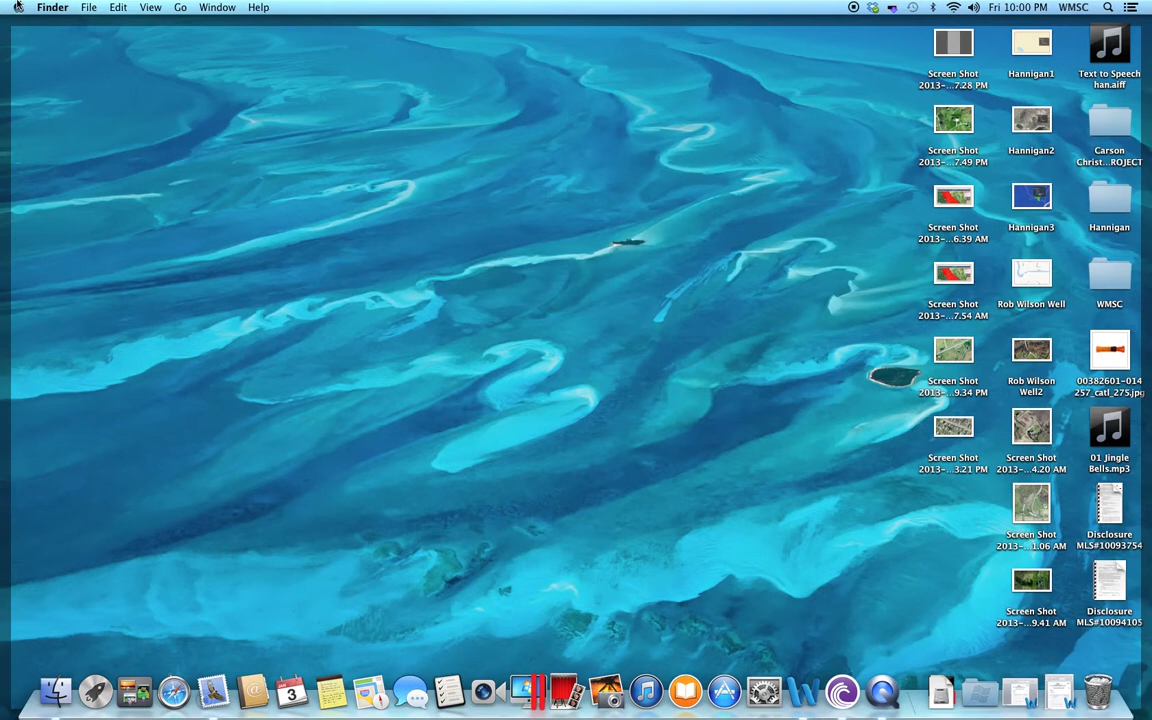 Finder File Edit View Go Window Help Fri 10:00 PM WMSC
Screen Shot
2013-...7.28 PM
Hannigan1
Text to Speech
han.aiff
Screen Shot
2013-...7.49 PM
Hannigan2
Carson
Christ...ROJECT
Screen Shot
2013-...6.39 AM
Hannigan3
Hannigan
Screen Shot
2013-...7.54 AM
Rob Wilson Well
WMSC
Screen Shot
2013-...9.34 PM
Rob Wilson
Well2
00382601-014
257_catl_275.jpg
Screen Shot
2013-...3.21 PM
Screen Shot
2013-...4.20 AM
01 Jingle
Bells.mp3
Screen Shot
2013-...1.06 AM
Disclosure
MLS#10093754
Screen Shot
2013-...9.41 AM
Disclosure
MLS#10094105
3